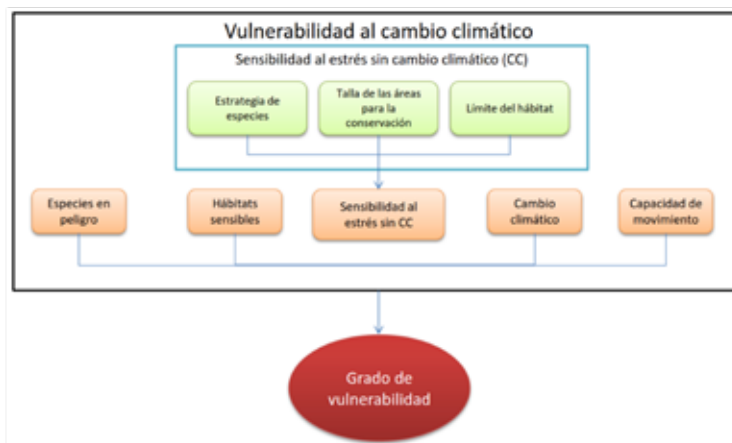 Vulnerabilidad al cambio climático
Sensibilidad al estrés sin cambio climático (CC)
Estrategia de
especies
Talla de las áreas
para la
conservación
Límite del hábitat
Especies en
peligro
Hábitats
sensibles
Sensibilidad al
estrés sin CC
Cambio
climático
Capacidad de
movimiento
Grado de
vulnerabilidad